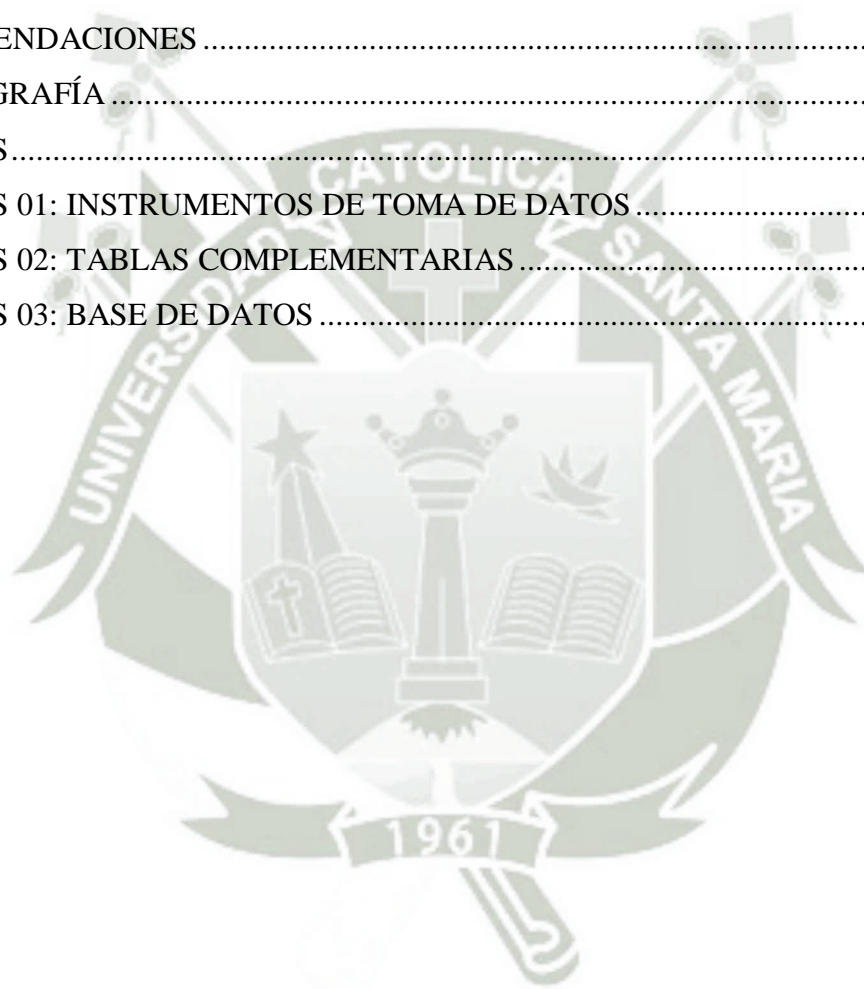 ENDACIONES ..........................................................................................
GRAFÍA ..........................................................................................................
S ..........................................................................................................................
S 01: INSTRUMENTOS DE TOMA DE DATOS ................................
S 02: TABLAS COMPLEMENTARIAS ...............................................
S 03: BASE DE DATOS .........................................................................
UNIVERSIDAD CATOLICA SANTA MARIA
1961